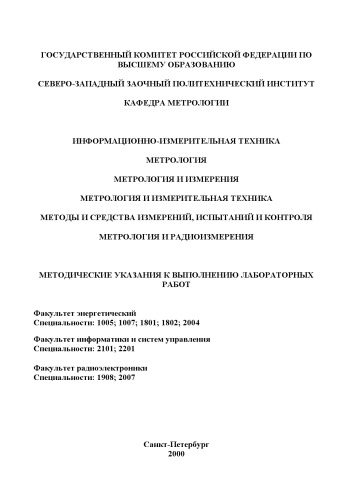 ГОСУДАРСТВЕННЫЙ КОМИТЕТ РОССИЙСКОЙ ФЕДЕРАЦИИ ПО
ВЫСШЕМУ ОБРАЗОВАНИЮ
СЕВЕРО-ЗАПАДНЫЙ ЗАОЧНЫЙ ПОЛИТЕХНИЧЕСКИЙ ИНСТИТУТ
КАФЕДРА МЕТРОЛОГИИ
ИНФОРМАЦИОННО-ИЗМЕРИТЕЛЬНАЯ ТЕХНИКА
МЕТРОЛОГИЯ
МЕТРОЛОГИЯ И ИЗМЕРЕНИЯ
МЕТРОЛОГИЯ И ИЗМЕРИТЕЛЬНАЯ ТЕХНИКА
МЕТОДЫ И СРЕДСТВА ИЗМЕРЕНИЙ, ИСПЫТАНИЙ И КОНТРОЛЯ
МЕТРОЛОГИЯ И РАДИОИЗМЕРЕНИЯ
МЕТОДИЧЕСКИЕ УКАЗАНИЯ К ВЫПОЛНЕНИЮ ЛАБОРАТОРНЫХ
РАБОТ
Факультет энергетический
Специальности: 1005; 1007; 1801; 1802; 2004
Факультет информатики и систем управления
Специальности: 2101; 2201
Факультет радиоэлектроники
Специальности: 1908; 2007
Санкт-Петербург
2000